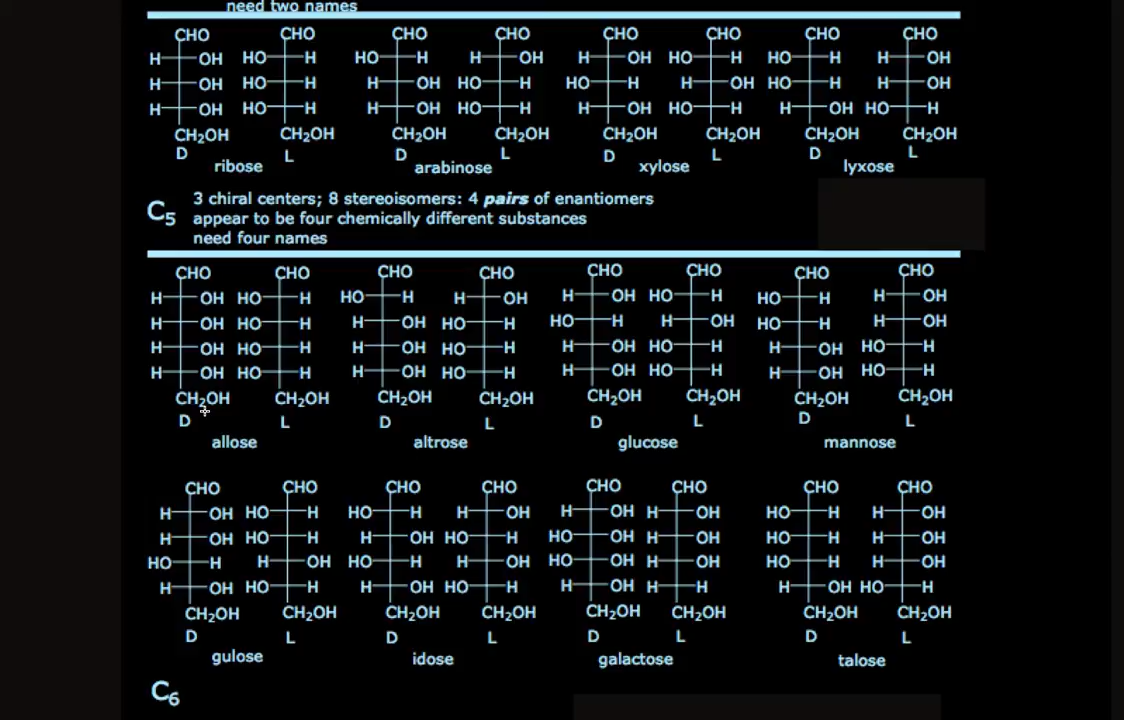 need two names
CHO CHO CHO CHO CHO CHO CHO CHO
H OH HO H HO H H OH H OH HO H HO H H OH
H OH HO H H OH HO H HO H H OH HO H H OH
H OH HO H H OH HO H H OH HO H H OH HO H
CH2OH CH2OH CH2OH CH2OH CH2OH CH2OH CH2OH CH2OH
D L D L D L D L
ribose arabinose xylose lyxose
C5
3 chiral centers; 8 stereoisomers: 4 pairs of enantiomers
appear to be four chemically different substances
need four names
CHO CHO CHO CHO CHO CHO CHO CHO
H OH HO H HO H H OH H OH HO H HO H H OH
H OH HO H H OH HO H HO H H OH HO H H OH
H OH HO H H OH HO H H OH HO H H OH HO H
H OH HO H H OH HO H H OH HO H H OH HO H
CH2OH CH2OH CH2OH CH2OH CH2OH CH2OH CH2OH CH2OH
D L D L D L D L
allose altrose glucose mannose
CHO CHO CHO CHO CHO CHO CHO CHO
H OH HO H HO H H OH H OH H OH HO H H OH
H OH HO H H OH HO H HO OH H OH HO H H OH
HO H H OH HO H H OH HO OH H OH HO H H OH
H OH HO H H OH HO H H OH H H H OH HO H
CH2OH CH2OH CH2OH CH2OH CH2OH CH2OH CH2OH CH2OH
D L D L D L D L
gulose idose galactose talose
C6